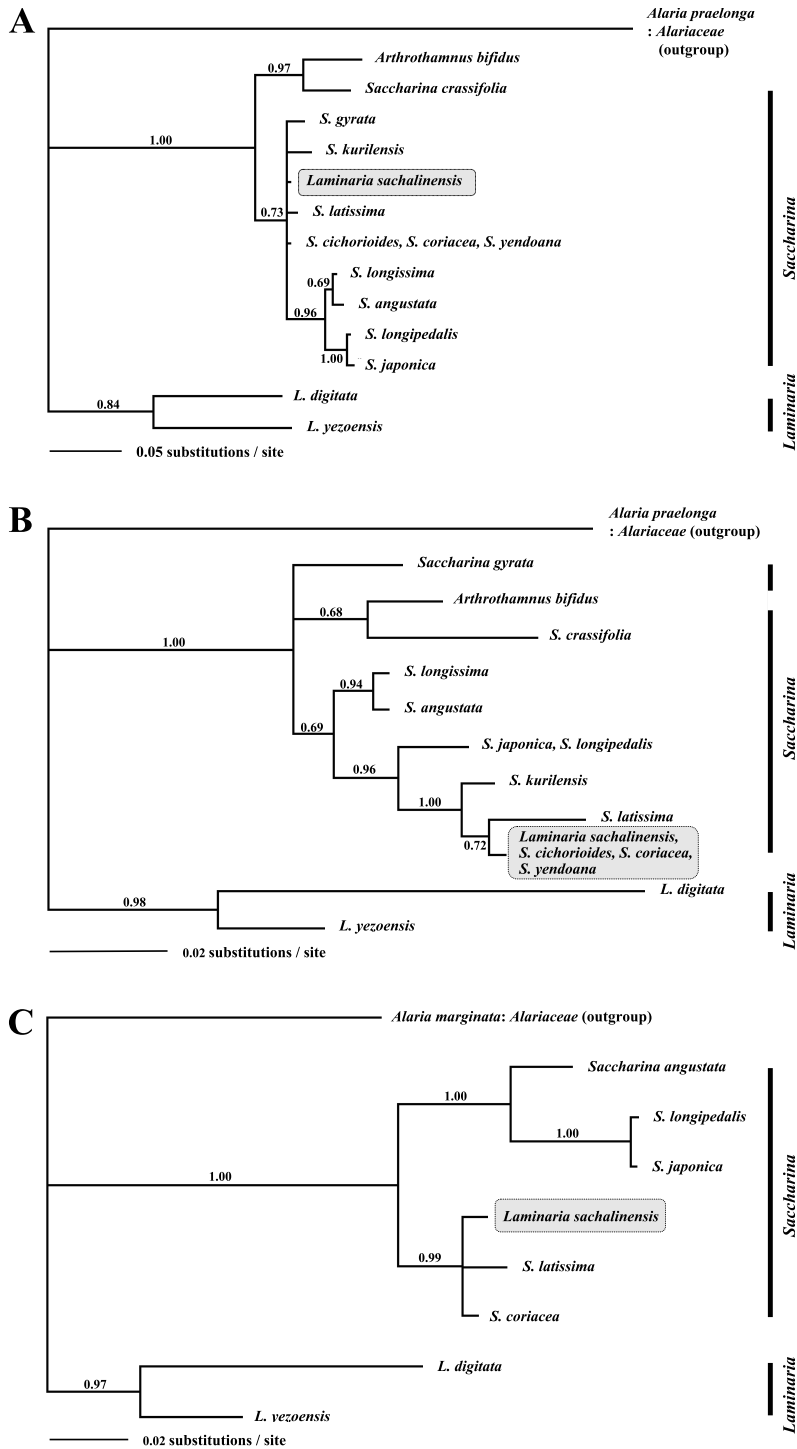 A
Alaria praelonga
: Alariaceae
(outgroup)
0.97
Arthrothamnus bifidus
Saccharina crassifolia
1.00
S. gyrata
S. kurilensis
Laminaria sachalinensis
0.73
S. latissima
S. cichorioides, S. coriacea, S. yendoana
S. longissima
0.69
S. angustata
0.96
S. longipedalis
1.00
S. japonica
Saccharina
L. digitata
0.84
L. yezoensis
Laminaria
0.05 substitutions / site
B
Alaria praelonga
: Alariaceae (outgroup)
Saccharina gyrata
Arthrothamnus bifidus
0.68
S. crassifolia
1.00
S. longissima
0.94
S. angustata
0.69
S. japonica, S. longipedalis
0.96
S. kurilensis
1.00
S. latissima
0.72
Laminaria sachalinensis,
S. cichorioides, S. coriacea,
S. yendoana
Saccharina
L. digitata
0.98
L. yezoensis
Laminaria
0.02 substitutions / site
C
Alaria marginata: Alariaceae (outgroup)
Saccharina angustata
1.00
S. longipedalis
1.00
S. japonica
1.00
Laminaria sachalinensis
0.99
S. latissima
S. coriacea
Saccharina
L. digitata
0.97
L. yezoensis
Laminaria
0.02 substitutions / site